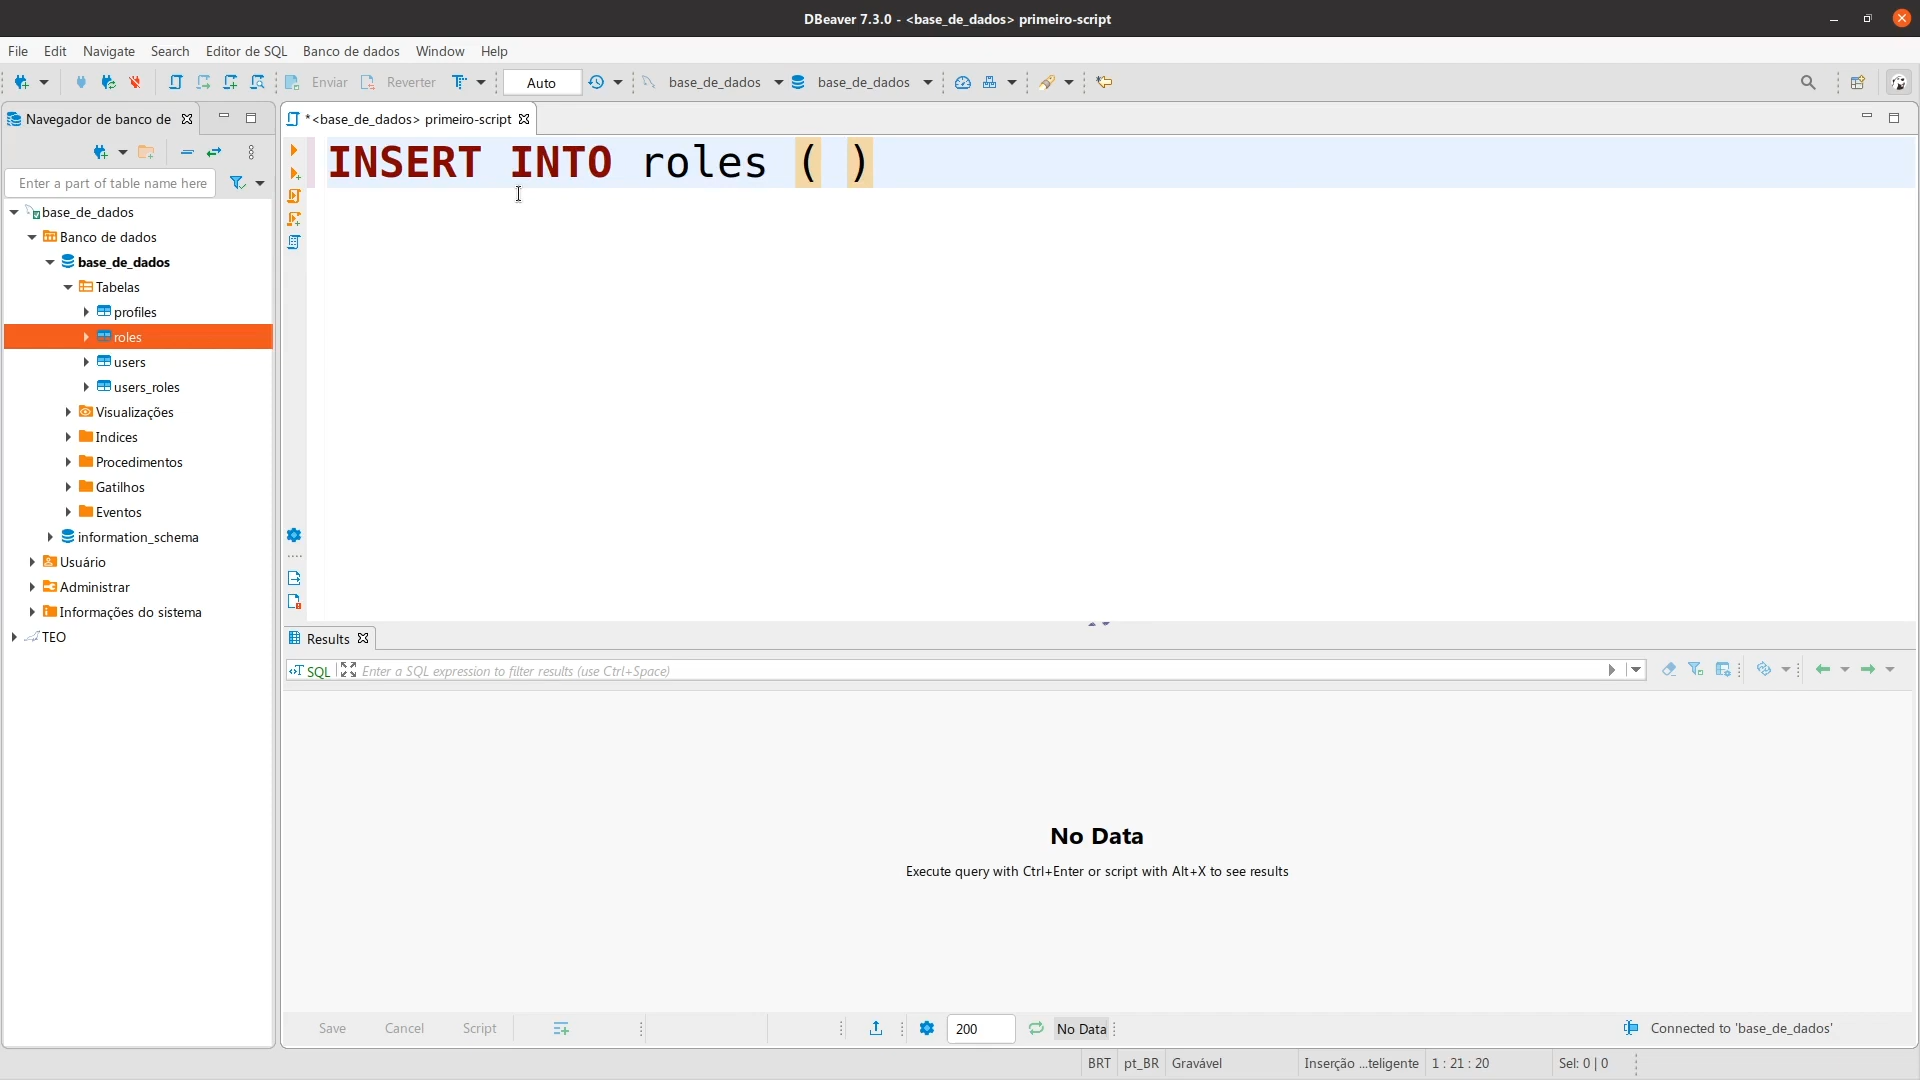 DBeaver 7.3.0 - <base_de_dados> primeiro-script
File Edit Navigate Search Editor de SQL Banco de dados Window Help
Enviar Reverter Auto base_de_dados base_de_dados
Navegador de banco de
*<base_de_dados> primeiro-script
INSERT INTO roles ( )
Enter a part of table name here
base_de_dados
Banco de dados
base_de_dados
Tabelas
profiles
roles
users
users_roles
Visualizações
Indices
Procedimentos
Gatilhos
Eventos
information_schema
Usuário
Administrar
Informações do sistema
TEO
Results
SQL Enter a SQL expression to filter results (use Ctrl+Space)
No Data
Execute query with Ctrl+Enter or script with Alt+X to see results
Save Cancel Script 200 No Data Connected to 'base_de_dados'
BRT pt_BR Gravável Inserção ...teligente 1 : 21 : 20 Sel: 0 | 0